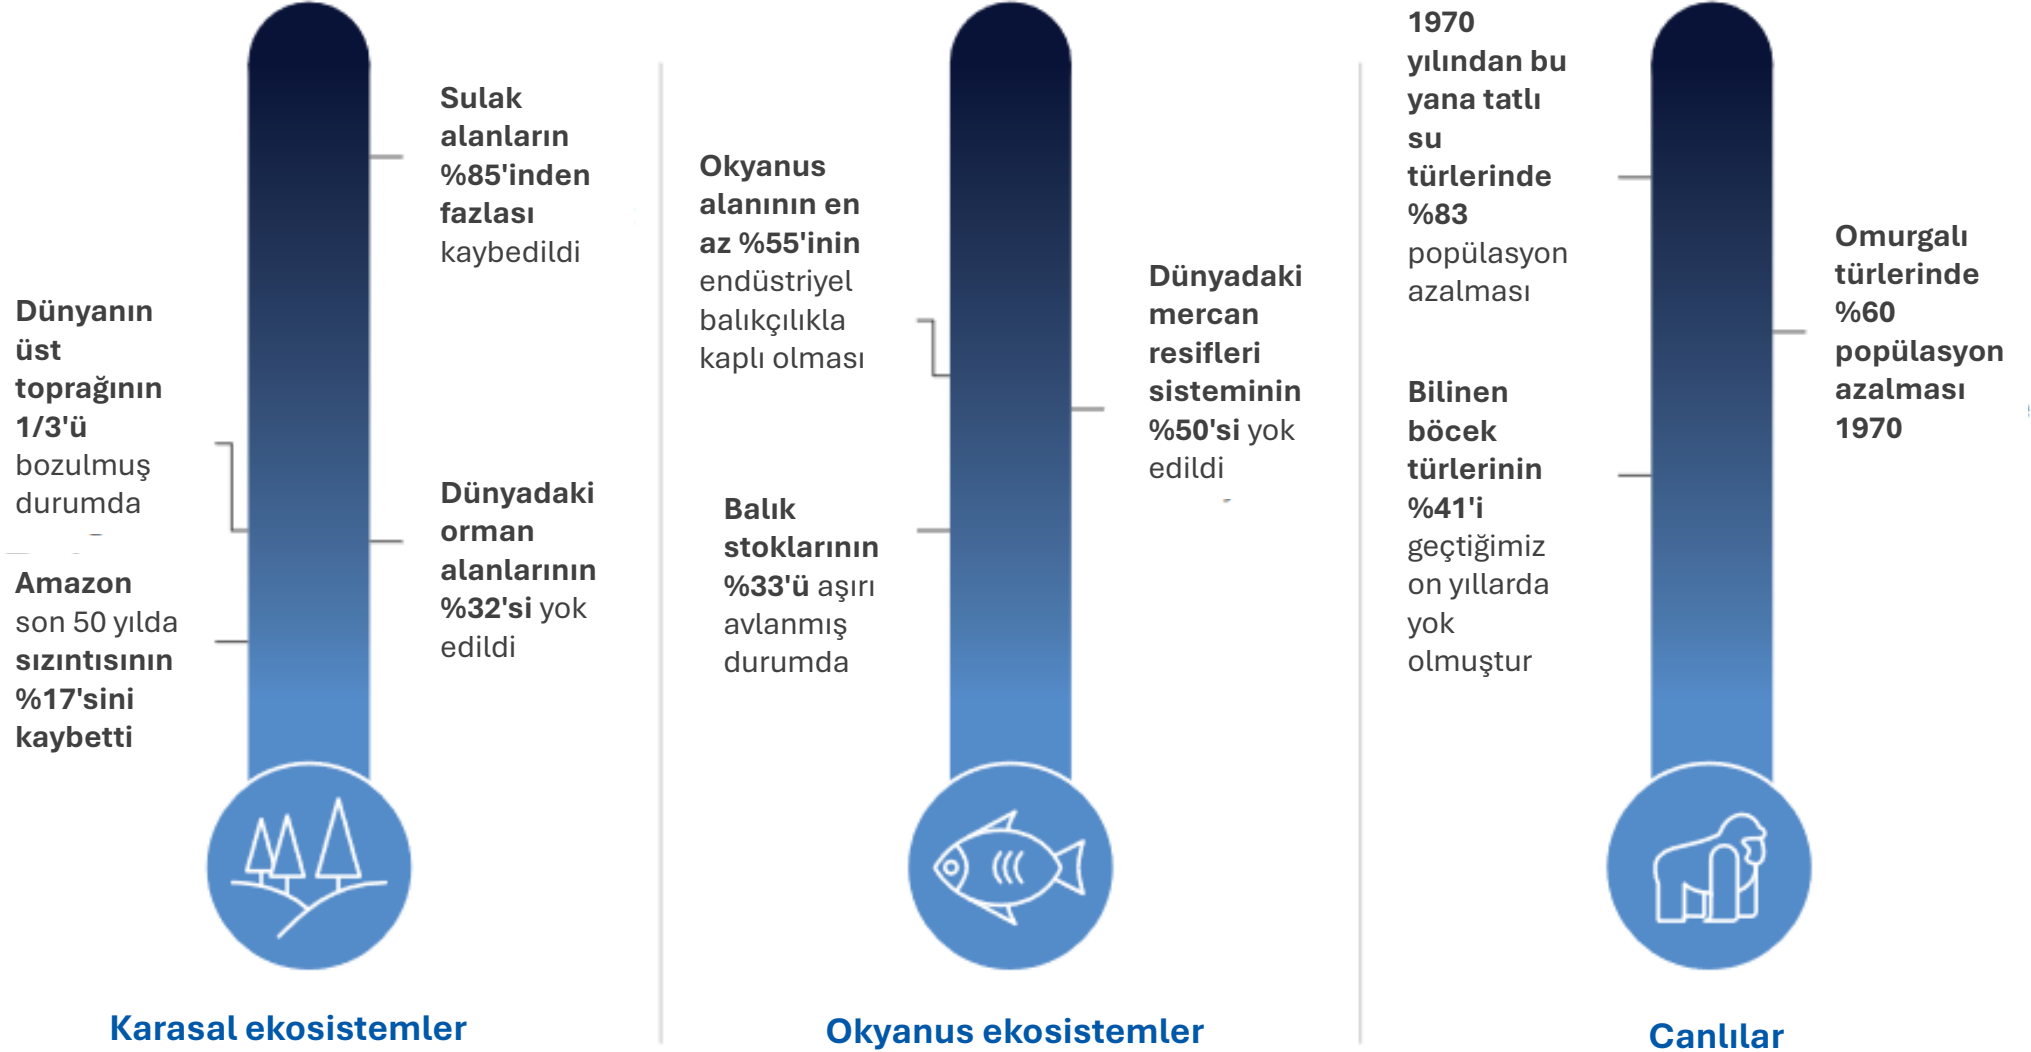 Sulak
alanların
%85'inden
fazlası
kaybedildi
Dünyanın
üst
toprağının
1/3'ü
bozulmuş
durumda
Dünyadaki
orman
alanlarının
%32'si yok
edildi
Amazon
son 50 yılda
sızıntısının
%17'sini
kaybetti
Karasal ekosistemler
Okyanus
alanının en
az %55'inin
endüstriyel
balıkçılıkla
kaplı olması
Dünyadaki
mercan
resifleri
sisteminin
%50'si yok
edildi
Balık
stoklarının
%33'ü aşırı
avlanmış
durumda
Okyanus ekosistemler
1970
yılından bu
yana tatlı
su
türlerinde
%83
popülasyon
azalması
Omurgalı
türlerinde
%60
popülasyon
azalması
1970
Bilinen
böcek
türlerinin
%41'i
geçtiğimiz
on yıllarda
yok
olmuştur
Canlılar